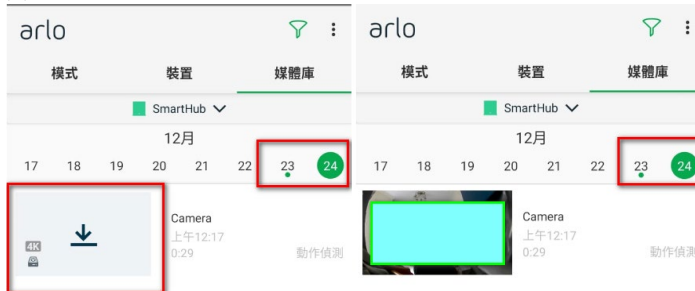 arlo
模式 裝置 媒體庫
SmartHub
12月
17 18 19 20 21 22 23 24
4K
Camera
上午12:17
0:29 動作偵測
arlo
模式 裝置 媒體庫
SmartHub
12月
17 18 19 20 21 22 23 24
Camera
上午12:17
0:29 動作偵測